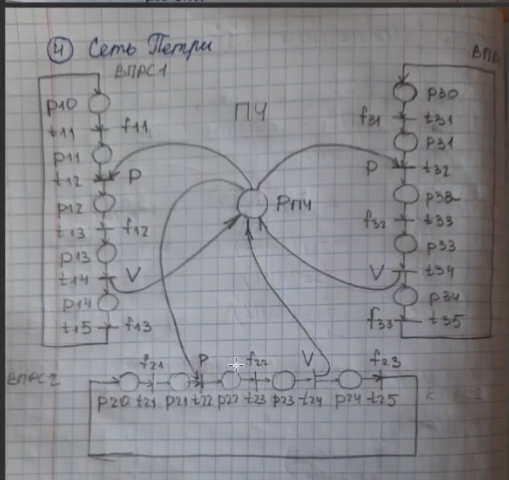 4 Сеть Петри
ВПРС1
p10
t11 f11
p11
t12 P
p12
t13 f12
p13
t14 V
p14
t15 f13
ПЧ
Pпч
p30
f31 t31
p31
P t32
p32
f32 t33
p33
V t34
p34
f33 t35
ВПРС2
f21 P f22 V f23
p20 t21 p21 t22 p22 t23 p23 t24 p24 t25